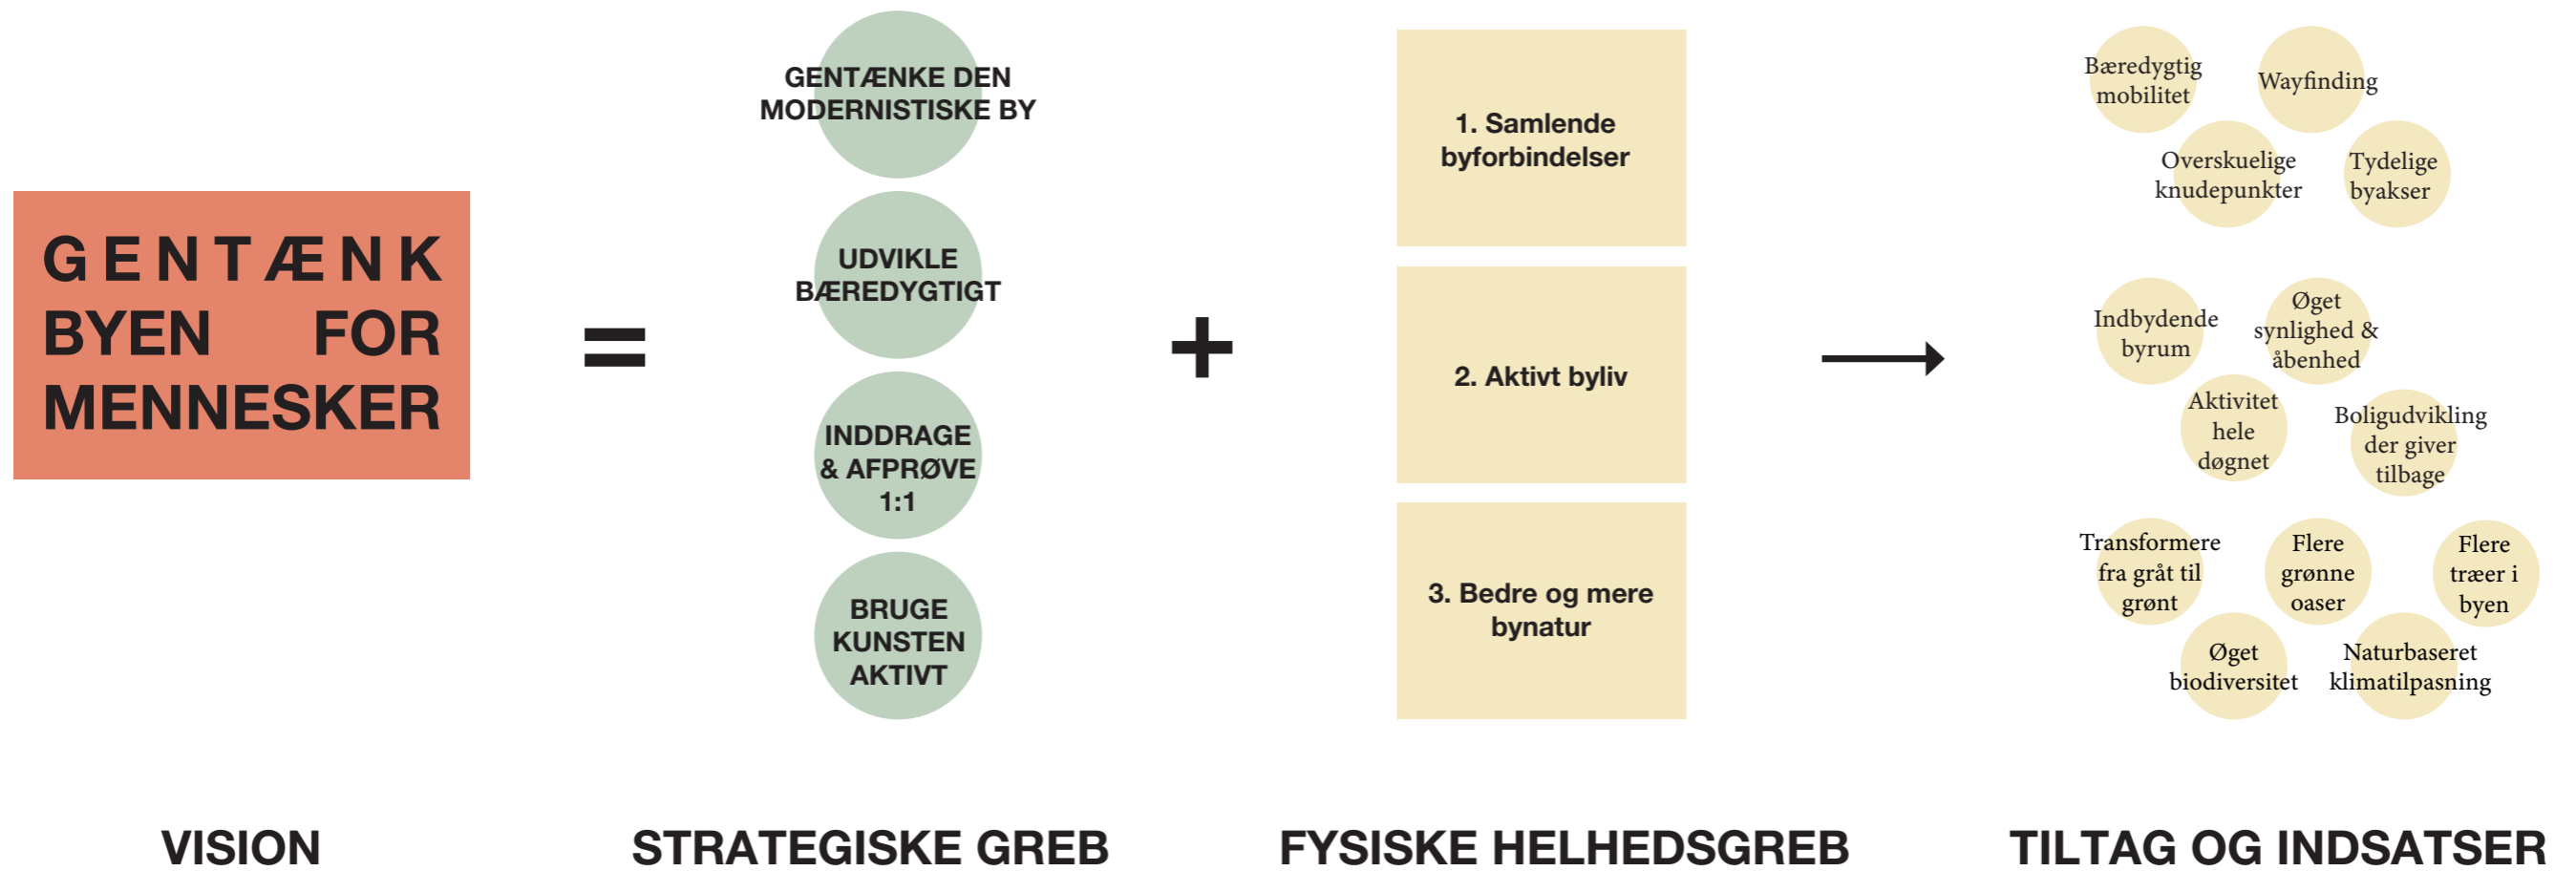 GENTÆNK
BYEN FOR
MENNESKER
=
GENTÆNKE DEN
MODERNISTISKE BY
UDVIKLE
BÆREDYGTIGT
INDDRAGE
& AFPRØVE
1:1
BRUGE
KUNSTEN
AKTIVT
+
1. Samlende
byforbindelser
2. Aktivt byliv
3. Bedre og mere
bynatur
Bæredygtig
mobilitet
Wayfinding
Overskuelige
knudepunkter
Tydelige
byakser
Indbydende
byrum
Øget
synlighed &
åbenhed
Aktivitet
hele
døgnet
Boligudvikling
der giver
tilbage
Transformere
fra gråt til
grønt
Flere
grønne
oaser
Flere
træer i
byen
Øget
biodiversitet
Naturbaseret
klimatilpasning
VISION
STRATEGISKE GREB
FYSISKE HELHEDSGREB
TILTAG OG INDSATSER